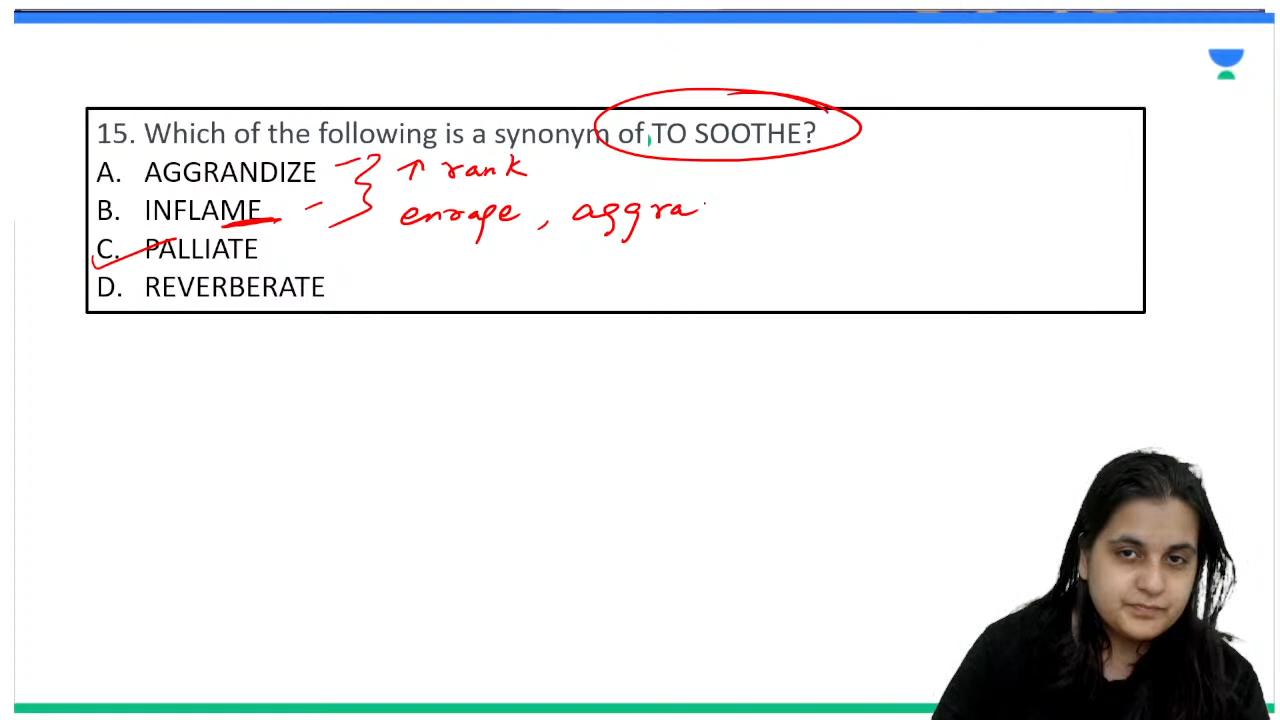 15. Which of the following is a synonym of TO SOOTHE?
A. AGGRANDIZE ↑ rank
B. INFLAME enrage, aggra
C. PALLIATE
D. REVERBERATE